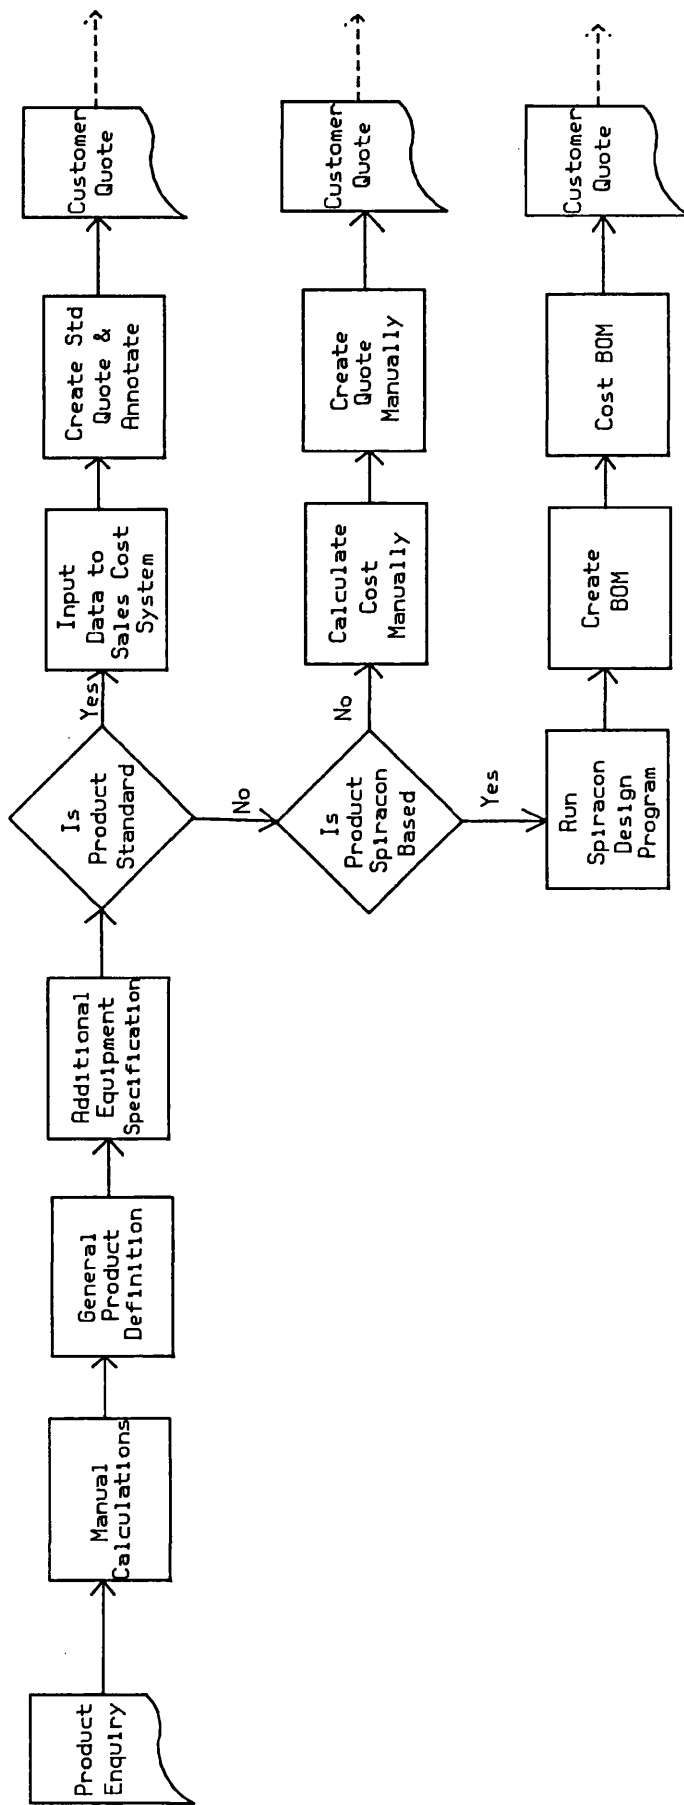 Product
Enquiry
Manual
Calculations
General
Product
Definition
Additional
Equipment
Specification
Is
Product
Standard
Yes
Input
Data to
Sales Cost
System
Create Std
Quote &
Annotate
Customer
Quote
No
Is
Product
Spiracon
Based
No
Calculate
Cost
Manually
Create
Quote
Manually
Customer
Quote
Yes
Run
Spiracon
Design
Program
Create
BOM
Cost BOM
Customer
Quote